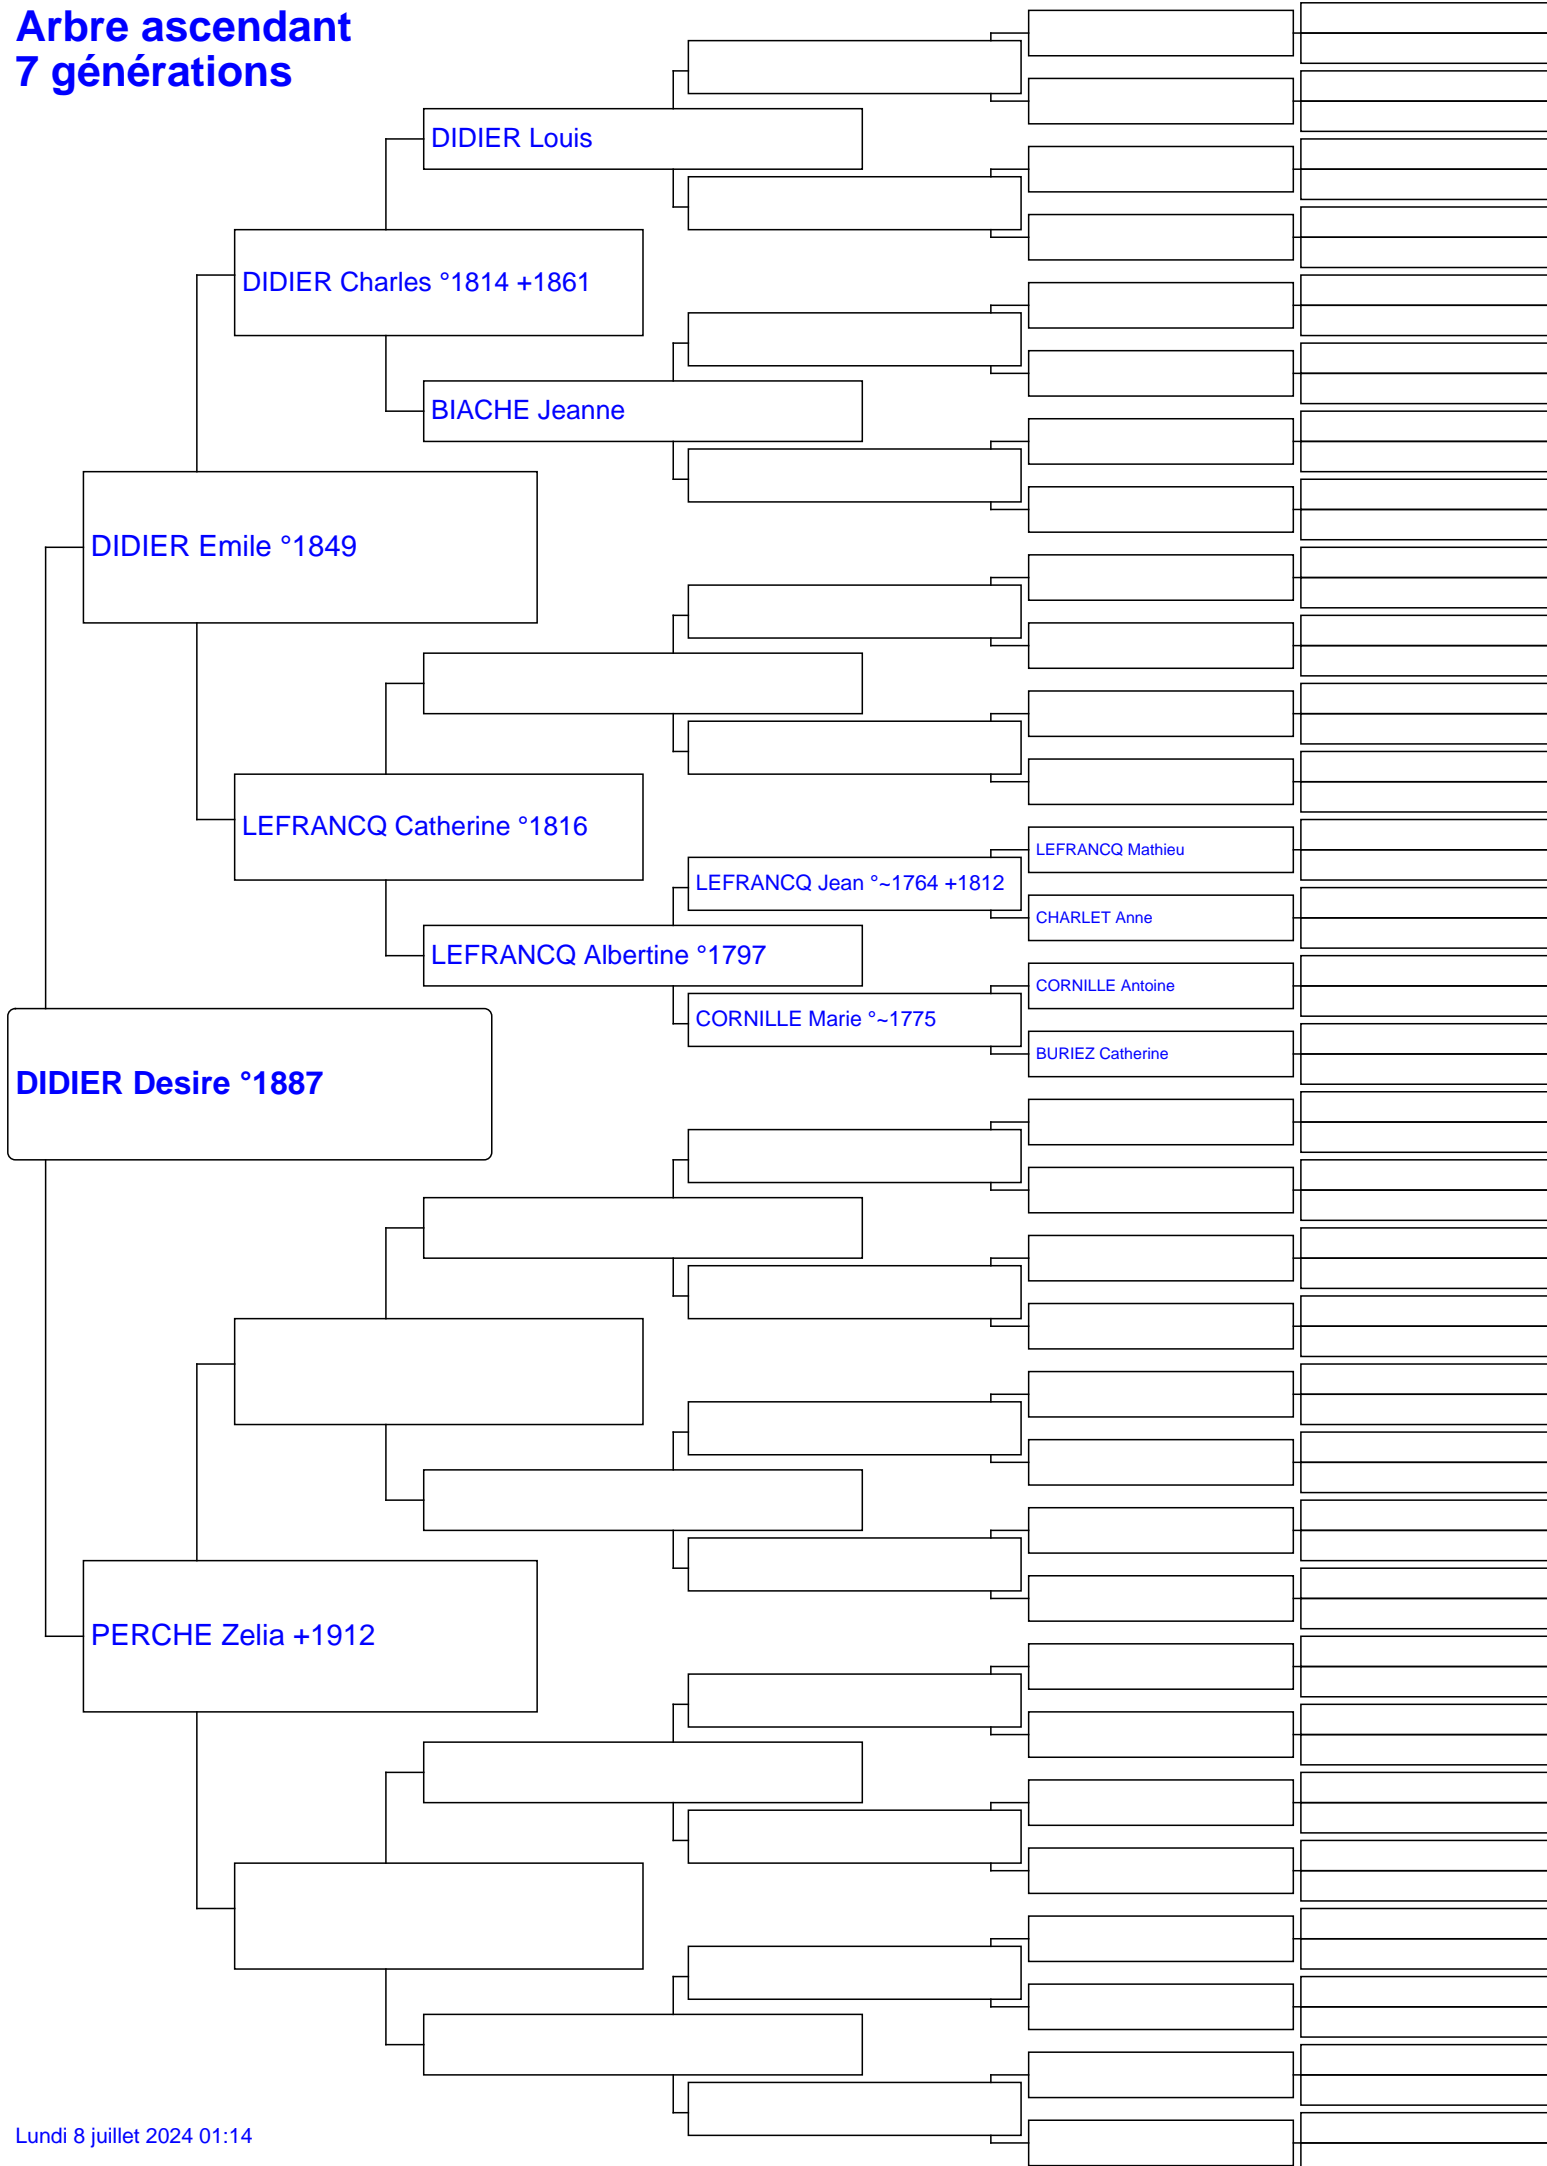 Arbre ascendant
7 générations
DIDIER Louis
DIDIER Charles °1814 +1861
BIACHE Jeanne
DIDIER Emile °1849
LEFRANCQ Catherine °1816
LEFRANCQ Mathieu
LEFRANCQ Jean °~1764 +1812
CHARLET Anne
LEFRANCQ Albertine °1797
CORNILLE Antoine
CORNILLE Marie °~1775
BURIEZ Catherine
DIDIER Desire °1887
PERCHE Zelia +1912
Lundi 8 juillet 2024 01:14